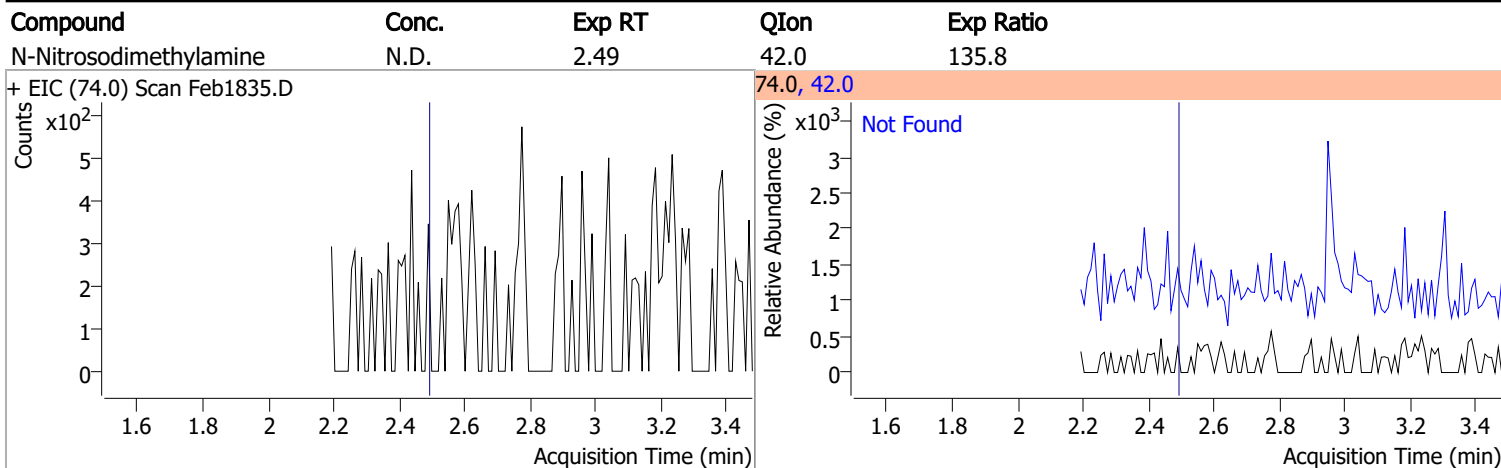 Compound Conc. Exp RT QIon Exp Ratio
N-Nitrosodimethylamine N.D. 2.49 42.0 135.8
+ EIC (74.0) Scan Feb1835.D
Counts
x10²
5
4
3
2
1
0
1.6 1.8 2 2.2 2.4 2.6 2.8 3 3.2 3.4
Acquisition Time (min)
74.0, 42.0
Relative Abundance (%)
x10³
Not Found
3
2.5
2
1.5
1
0.5
0
1.6 1.8 2 2.2 2.4 2.6 2.8 3 3.2 3.4
Acquisition Time (min)